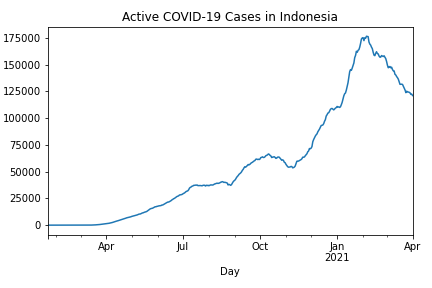 Active COVID-19 Cases in Indonesia
175000
150000
125000
100000
75000
50000
25000
0
Apr
Jul
Oct
Jan
2021
Apr
Day